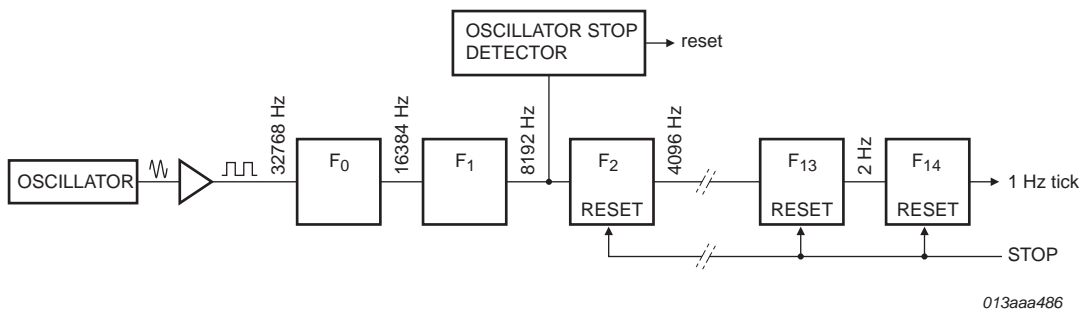 OSCILLATOR STOP
DETECTOR
reset
OSCILLATOR
32768 Hz
F0
16384 Hz
F1
8192 Hz
F2
RESET
4096 Hz
F13
RESET
2 Hz
F14
RESET
1 Hz tick
STOP
013aaa486